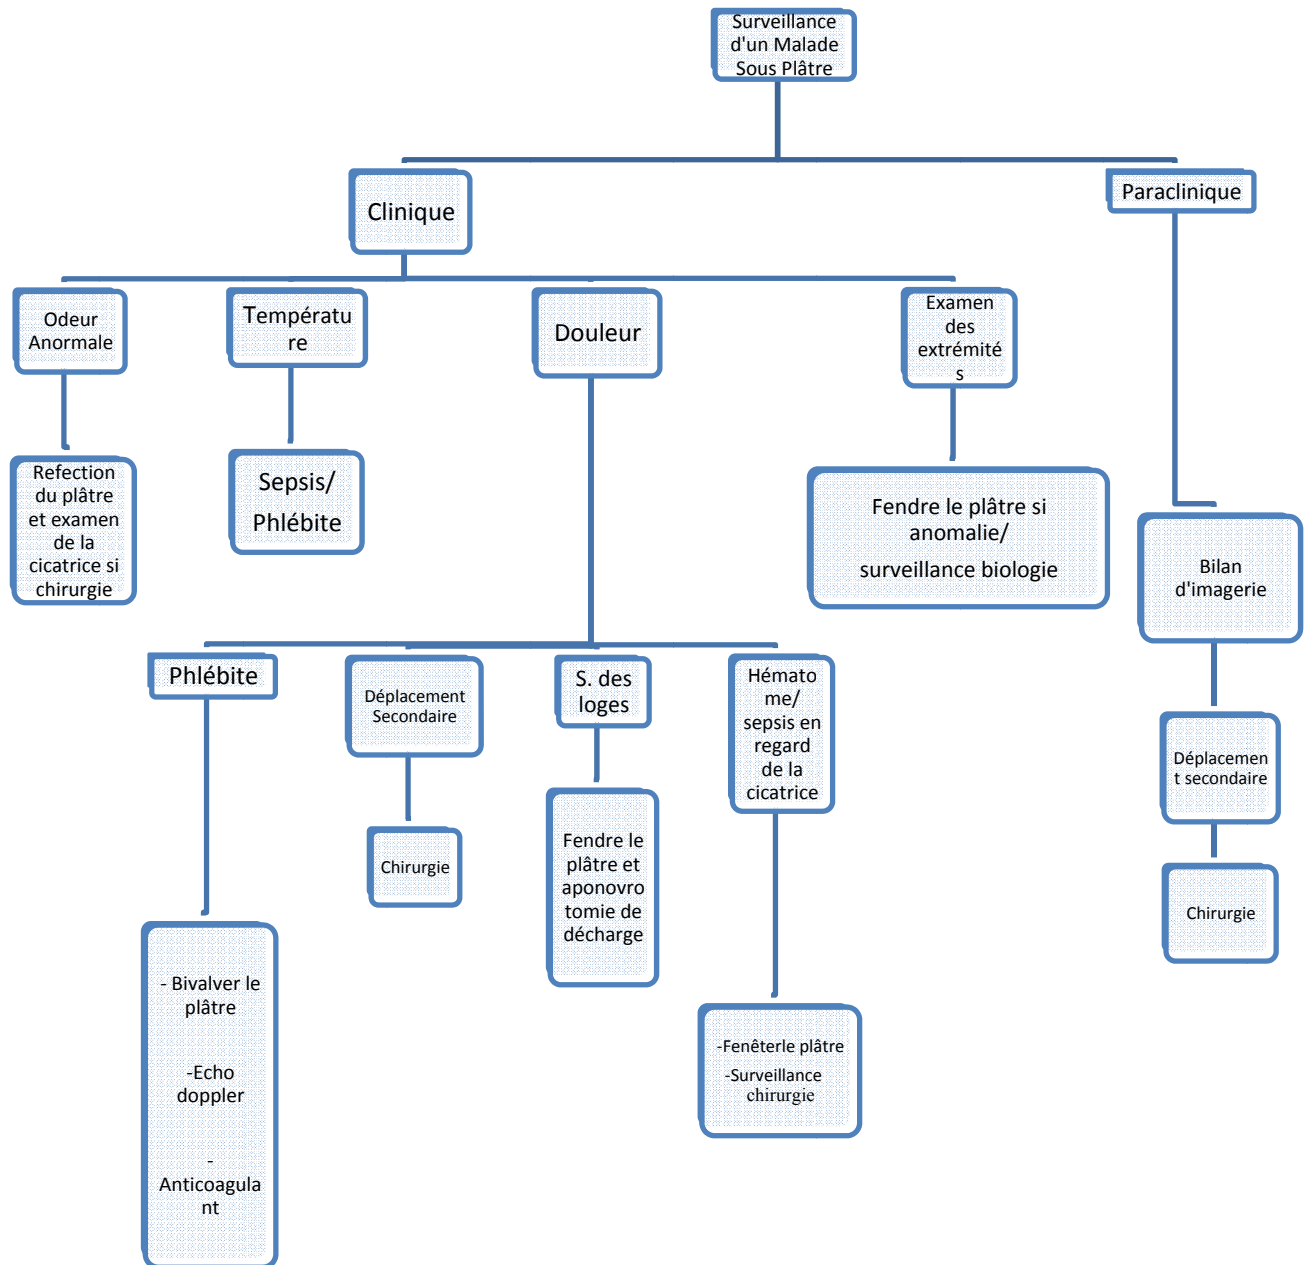 Surveillance
d'un Malade
Sous Plâtre
Clinique
Paraclinique
Odeur
Anormale
Températu
re
Douleur
Examen
des
extrémité
s
Refection
du plâtre
et examen
de la
cicatrice si
chirurgie
Sepsis/
Phlébite
Fendre le plâtre si
anomalie/
surveillance biologie
Bilan
d'imagerie
Phlébite
Déplacement
Secondaire
S. des
loges
Hémato
me/
sepsis en
regard
de la
cicatrice
Déplacemen
t secondaire
Chirurgie
Fendre le
plâtre et
aponovro
tomie de
décharge
Chirurgie
- Bivalver le
plâtre
-Echo
doppler
-
Anticoagula
nt
-Fenêterle plâtre
-Surveillance
chirurgie